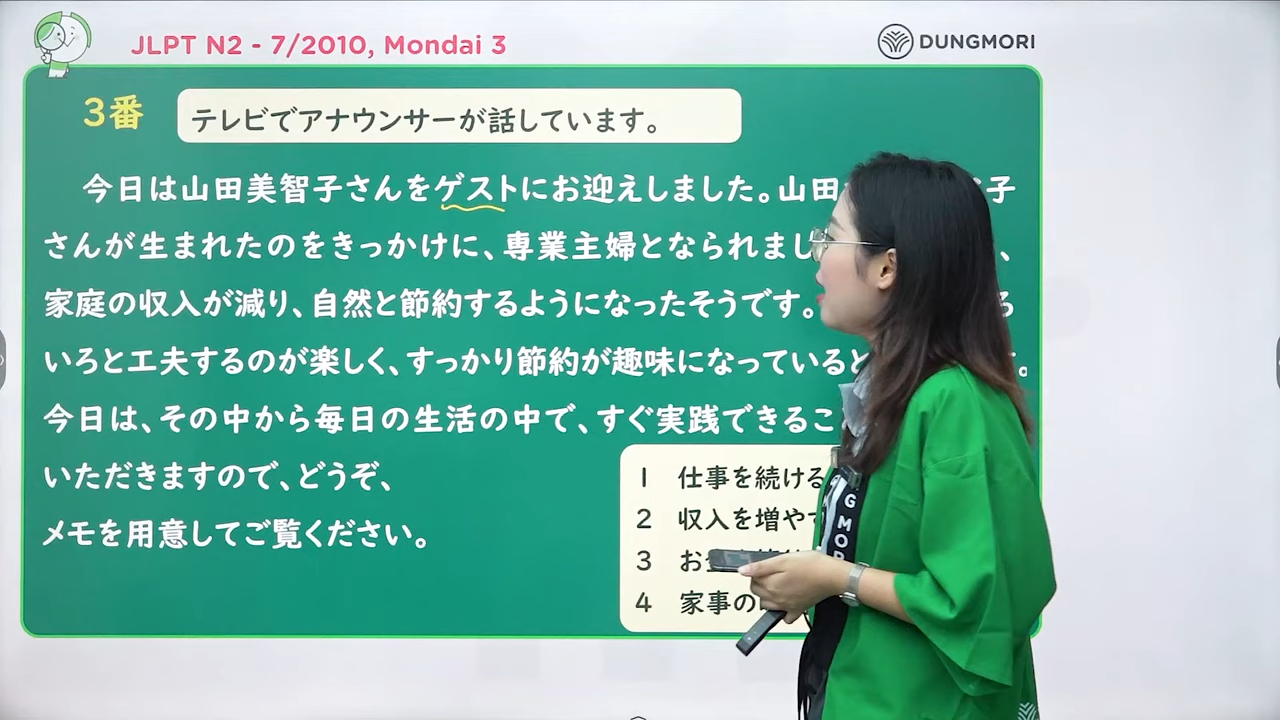 JLPT N2 - 7/2010, Mondai 3
DUNGMORI
3番
テレビでアナウンサーが話しています。
今日は山田美智子さんをゲストにお迎えしました。山田 子
さんが生まれたのをきっかけに、専業主婦となられまし 、
家庭の収入が減り、自然と節約するようになったそうです。 る
いろと工夫するのが楽しく、すっかり節約が趣味になっていると 。
今日は、その中から毎日の生活の中で、すぐ実践できるこ
いただきますので、どうぞ、
メモを用意してご覧ください。
1 仕事を続ける
2 収入を増やす
3 お
4 家事の
G MOR